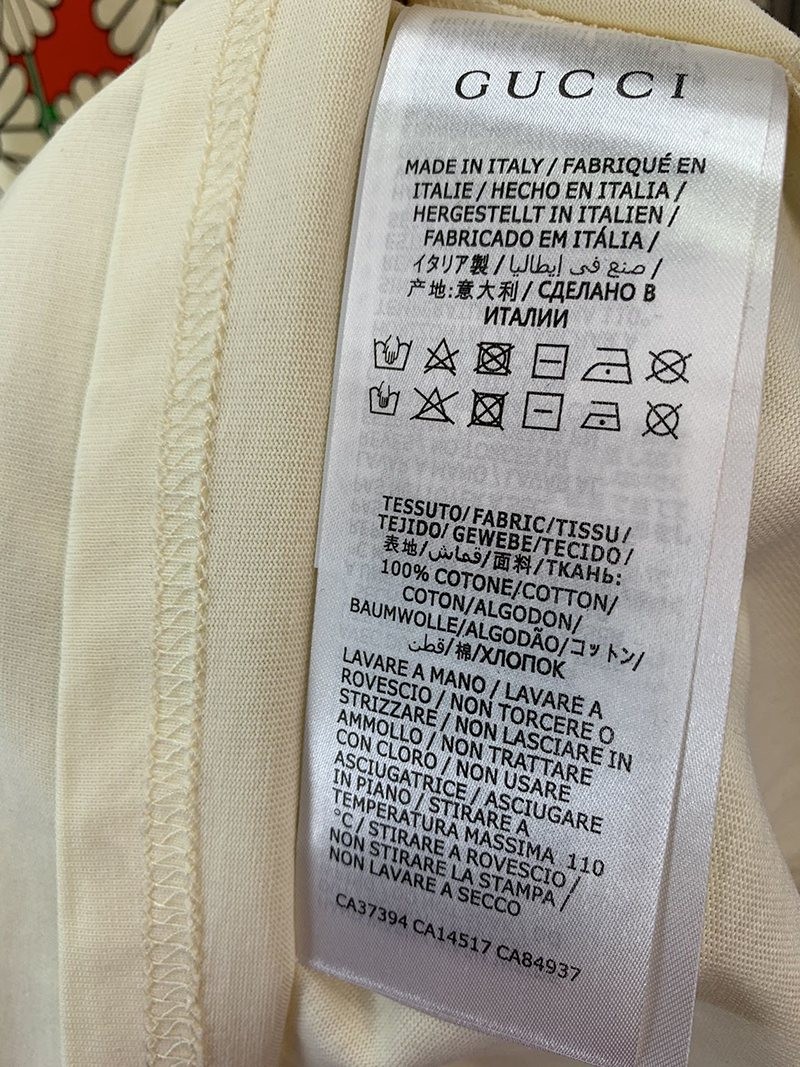 GUCCI
MADE IN ITALY / FABRIQUÉ EN
ITALIE / HECHO EN ITALIA /
HERGESTELLT IN ITALIEN /
FABRICADO EM ITÁLIA /
イタリア製 / صنع في إيطاليا /
产地:意大利 / СДЕЛАНО В
ИТАЛИИ
TESSUTO/FABRIC/TISSU/
TEJIDO/ GEWEBE/TECIDO/
表地/قماش/面料/ТКАНЬ:
100% COTONE/COTTON/
COTON/ALGODON/
BAUMWOLLE/ALGODÃO/コットン/
قطن/棉/ХЛОПОК
LAVARE A MANO / LAVARE A
ROVESCIO / NON TORCERE O
STRIZZARE / NON LASCIARE IN
AMMOLLO / NON TRATTARE
CON CLORO / NON USARE
ASCIUGATRICE / ASCIUGARE
IN PIANO / STIRARE A
TEMPERATURA MASSIMA 110
°C / STIRARE A ROVESCIO /
NON STIRARE LA STAMPA /
NON LAVARE A SECCO
CA37394 CA14517 CA84937